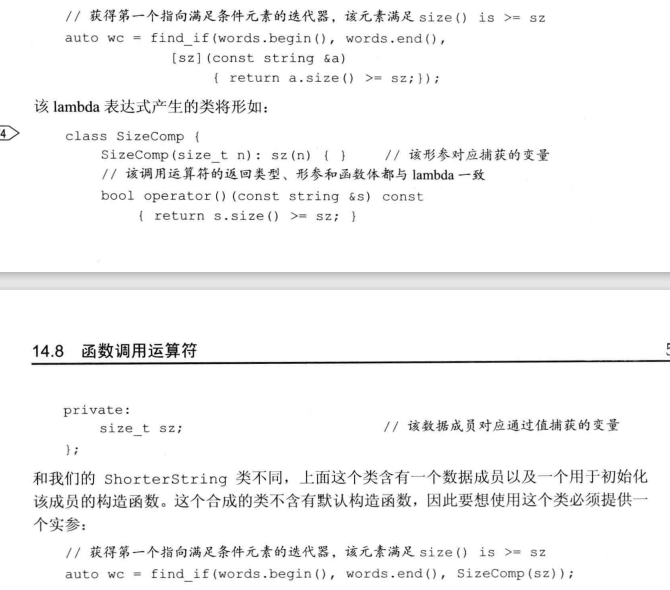 // 获得第一个指向满足条件元素的迭代器，该元素满足 size() is >= sz
auto wc = find_if(words.begin(), words.end(),
[sz](const string &a)
{ return a.size() >= sz;});
该 lambda 表达式产生的类将形如：
4
class SizeComp {
SizeComp(size_t n): sz(n) { } // 该形参对应捕获的变量
// 该调用运算符的返回类型、形参和函数体都与 lambda 一致
bool operator()(const string &s) const
{ return s.size() >= sz; }
14.8 函数调用运算符
private:
size_t sz; // 该数据成员对应通过值捕获的变量
};
和我们的 ShorterString 类不同，上面这个类含有一个数据成员以及一个用于初始化
该成员的构造函数。这个合成的类不含有默认构造函数，因此要想使用这个类必须提供一
个实参：
// 获得第一个指向满足条件元素的迭代器，该元素满足 size() is >= sz
auto wc = find_if(words.begin(), words.end(), SizeComp(sz));